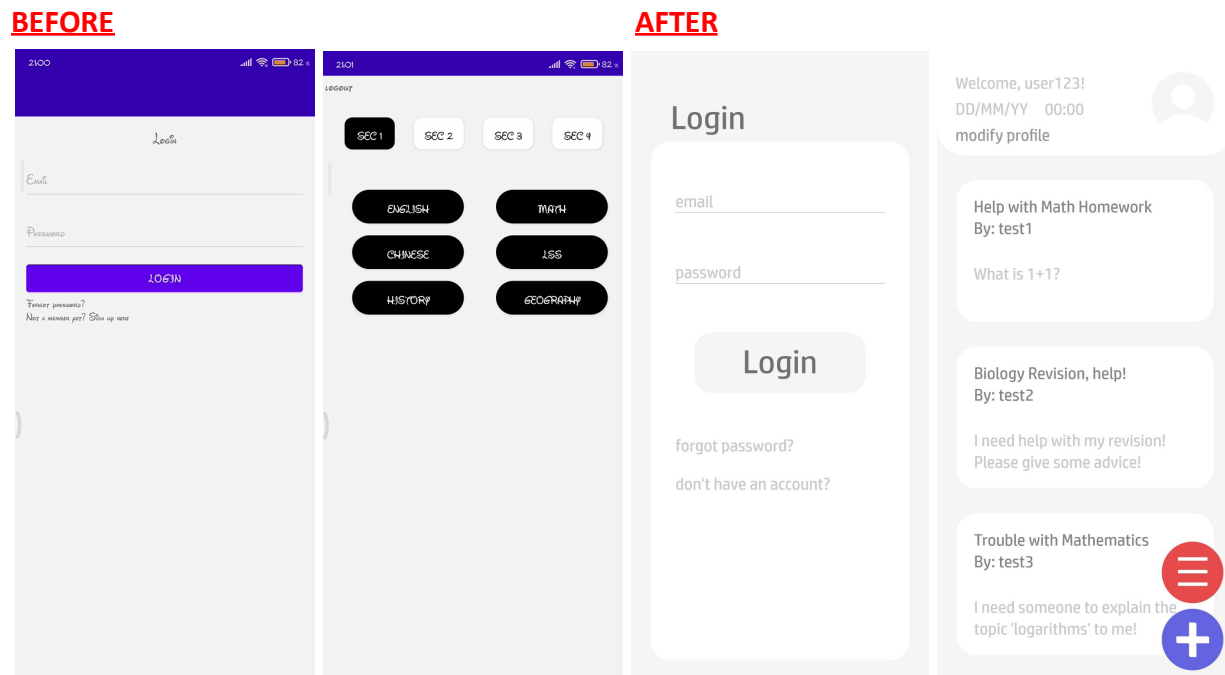 BEFORE
AFTER
21:00
82 %
LOGIN
EMAIL
PASSWORD
LOGIN
FORGOT PASSWORD?
NOT A MEMBER YET? SIGN UP HERE
21:01
82 %
LOGOUT
SEC 1
SEC 2
SEC 3
SEC 4
ENGLISH
MATH
CHINESE
LSS
HISTORY
GEOGRAPHY
Login
email
password
Login
forgot password?
don't have an account?
Welcome, user123!
DD/MM/YY 00:00
modify profile
Help with Math Homework
By: test1
What is 1+1?
Biology Revision, help!
By: test2
I need help with my revision!
Please give some advice!
Trouble with Mathematics
By: test3
I need someone to explain the
topic 'logarithms' to me!